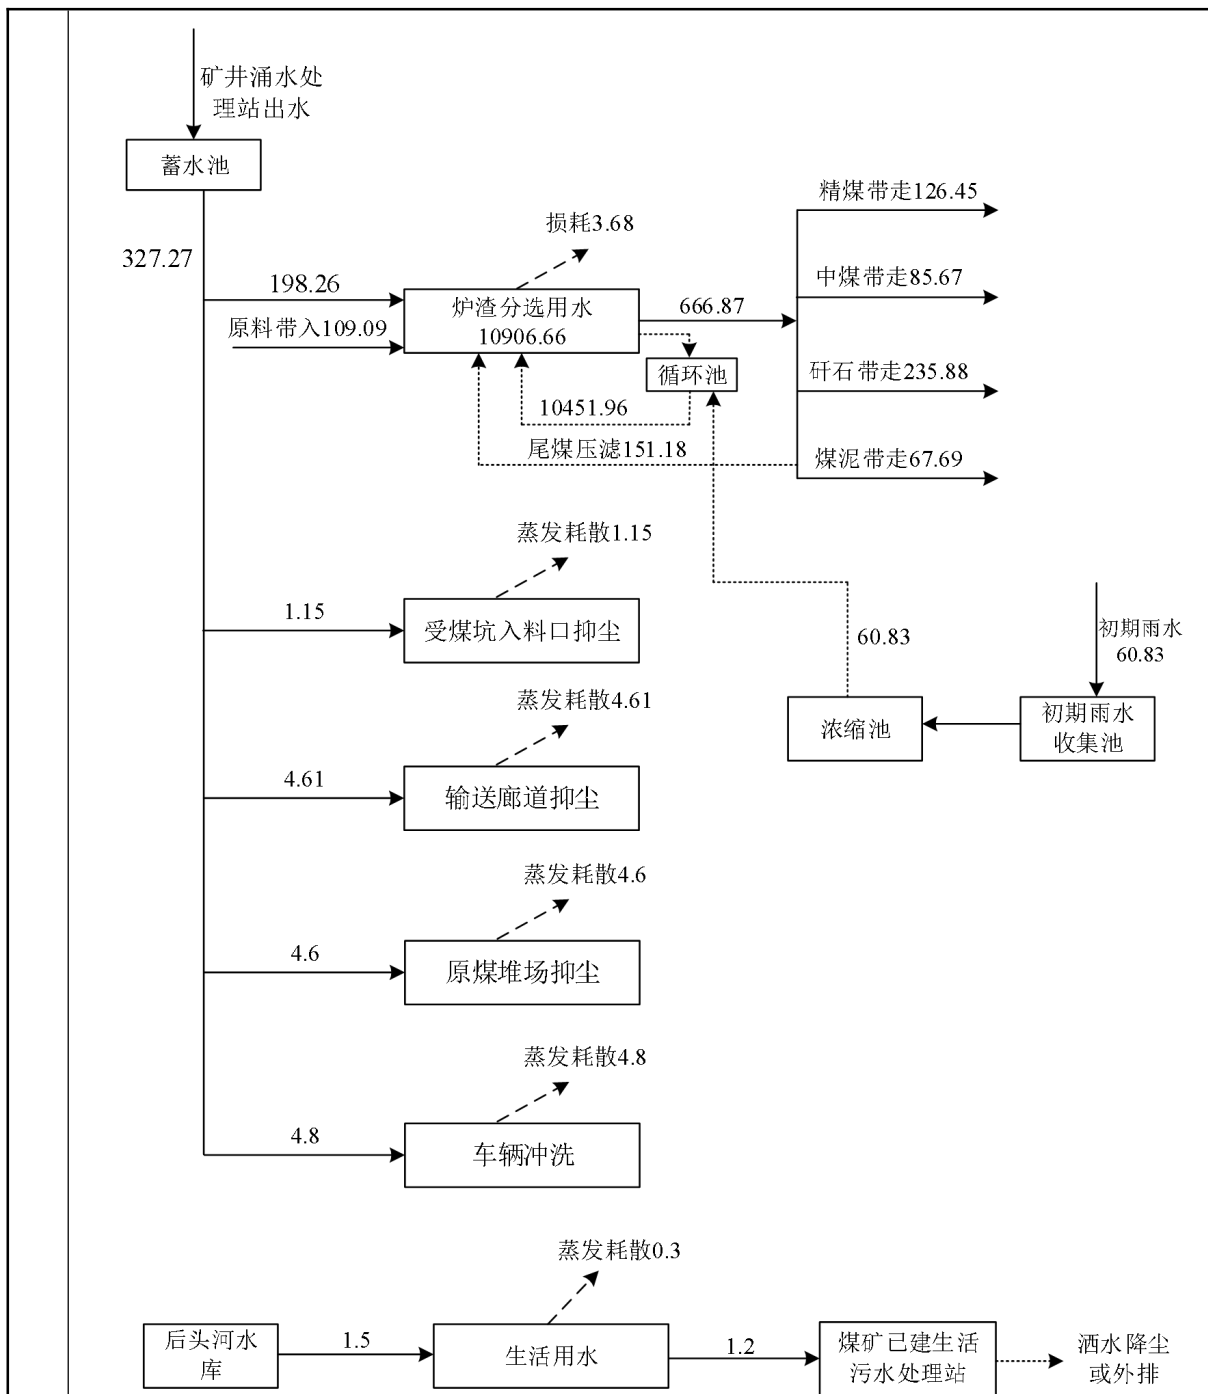 矿井涌水处
理站出水
蓄水池
精煤带走126.45
损耗3.68
327.27
198.26
炉渣分选用水
10906.66
666.87
中煤带走85.67
原料带入109.09
循环池
矸石带走235.88
10451.96
尾煤压滤151.18
煤泥带走67.69
蒸发耗散1.15
1.15
受煤坑入料口抑尘
60.83
初期雨水
60.83
蒸发耗散4.61
浓缩池
初期雨水
收集池
4.61
输送廊道抑尘
蒸发耗散4.6
4.6
原煤堆场抑尘
蒸发耗散4.8
4.8
车辆冲洗
蒸发耗散0.3
后头河水
库
1.5
生活用水
1.2
煤矿已建生活
污水处理站
洒水降尘
或外排